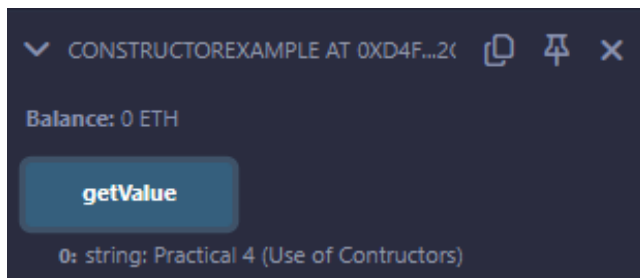 CONSTRUCTOREXAMPLE AT 0XD4F...2(
Balance: 0 ETH
getValue
0: string: Practical 4 (Use of Contructors)